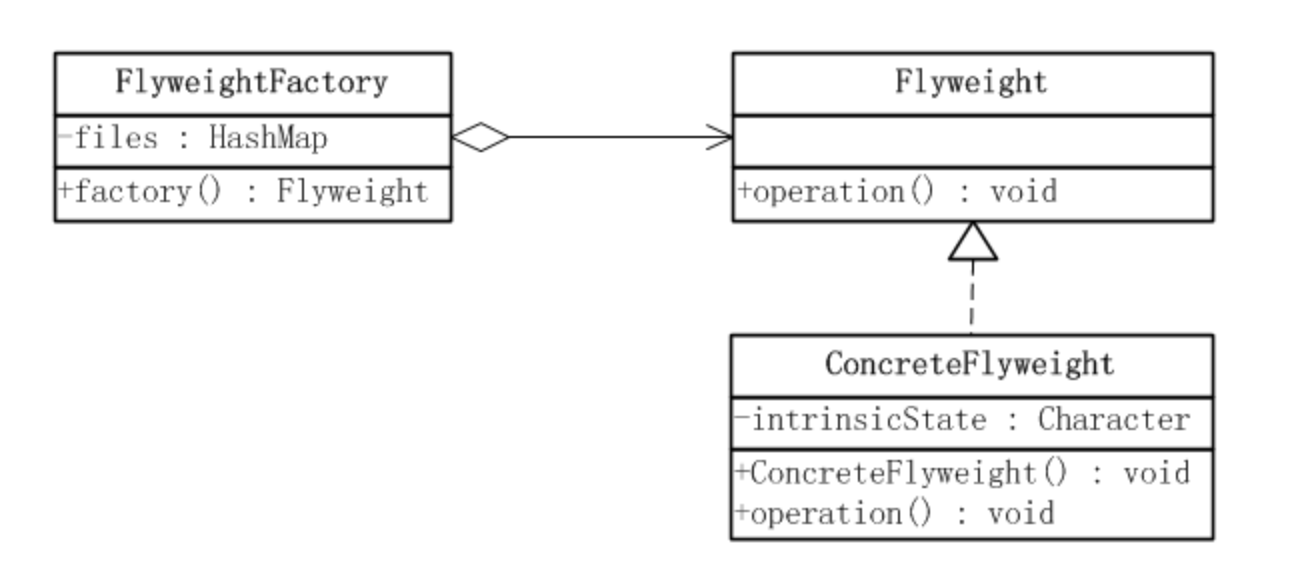 FlyweightFactory
-files : HashMap
+factory() : Flyweight
Flyweight
+operation() : void
ConcreteFlyweight
-intrinsicState : Character
+ConcreteFlyweight() : void
+operation() : void